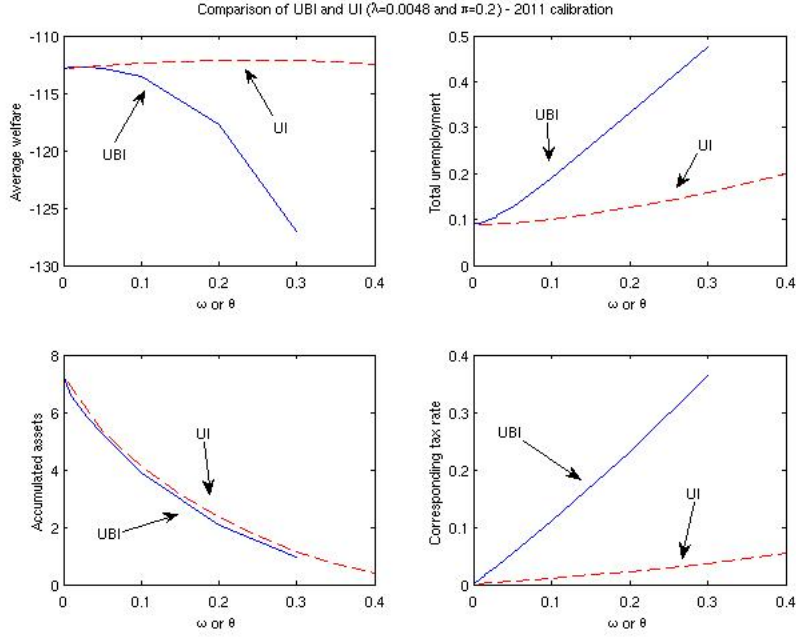 Comparison of UBI and UI (λ=0.0048 and π=0.2) - 2011 calibration
Average welfare
-110
-115
-120
-125
-130
0
0.1
0.2
0.3
0.4
ω or θ
UBI
UI
Total unemployment
0.5
0.4
0.3
0.2
0.1
0
0
0.1
0.2
0.3
0.4
ω or θ
UBI
UI
Accumulated assets
8
6
4
2
0
0
0.1
0.2
0.3
0.4
ω or θ
UI
UBI
Corresponding tax rate
0.4
0.3
0.2
0.1
0
0
0.1
0.2
0.3
0.4
ω or θ
UBI
UI